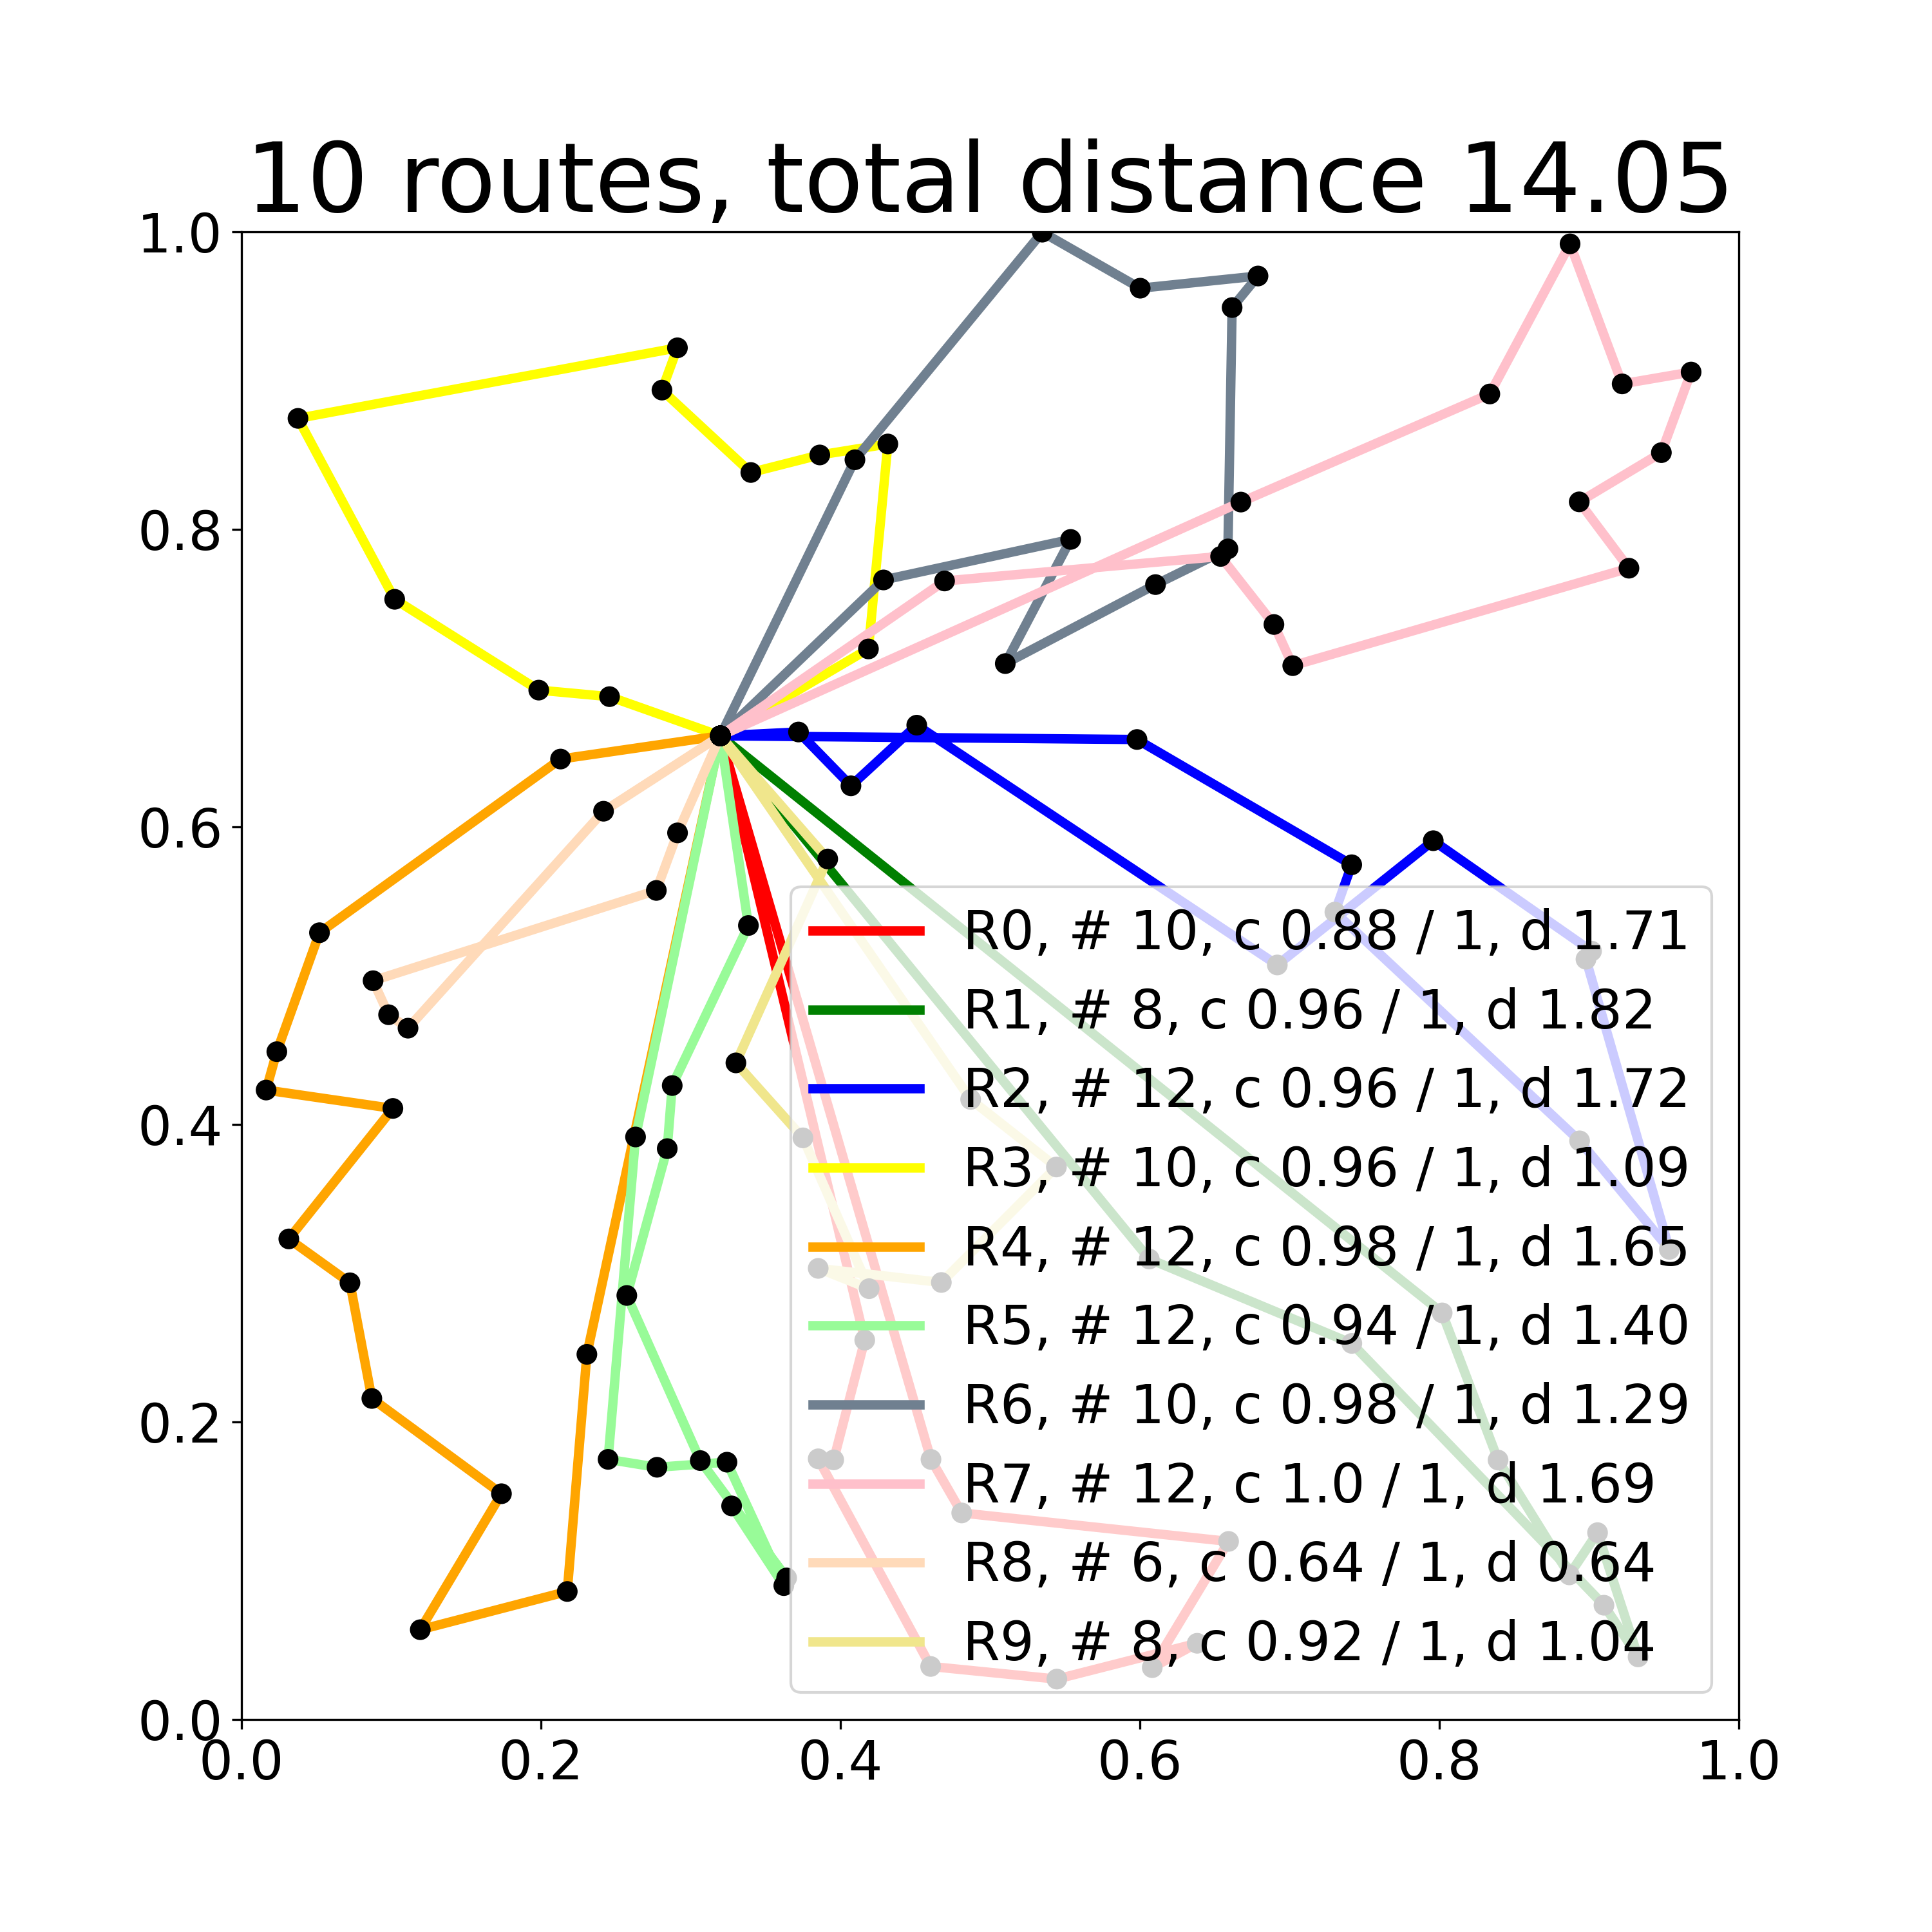 10 routes, total distance 14.05
1.0
0.8
0.6
0.4
0.2
0.0
R0, # 10, c 0.88 / 1, d 1.71
R1, # 8, c 0.96 / 1, d 1.82
R2, # 12, c 0.96 / 1, d 1.72
R3, # 10, c 0.96 / 1, d 1.09
R4, # 12, c 0.98 / 1, d 1.65
R5, # 12, c 0.94 / 1, d 1.40
R6, # 10, c 0.98 / 1, d 1.29
R7, # 12, c 1.0 / 1, d 1.69
R8, # 6, c 0.64 / 1, d 0.64
R9, # 8, c 0.92 / 1, d 1.04
0.0 0.2 0.4 0.6 0.8 1.0